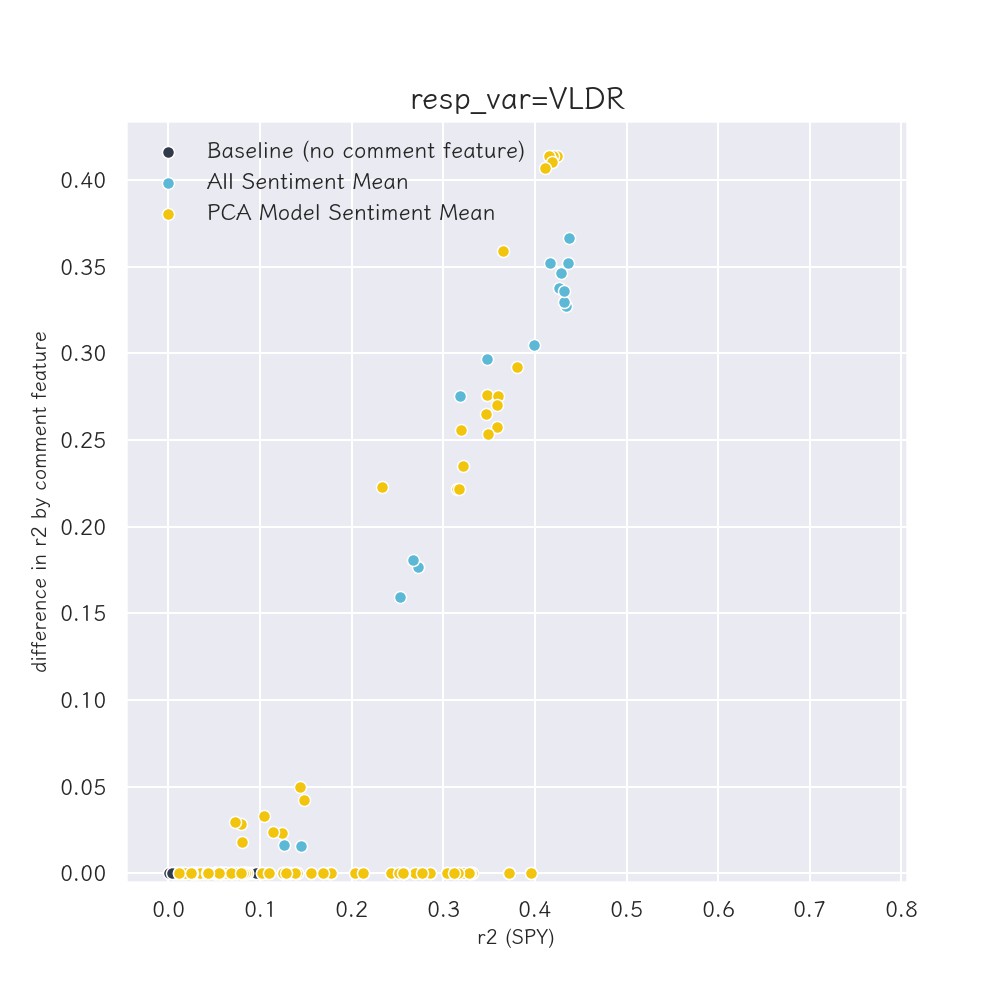 resp_var=VLDR
Baseline (no comment feature)
All Sentiment Mean
PCA Model Sentiment Mean
difference in r2 by comment feature
0.40
0.35
0.30
0.25
0.20
0.15
0.10
0.05
0.00
0.0 0.1 0.2 0.3 0.4 0.5 0.6 0.7 0.8
r2 (SPY)